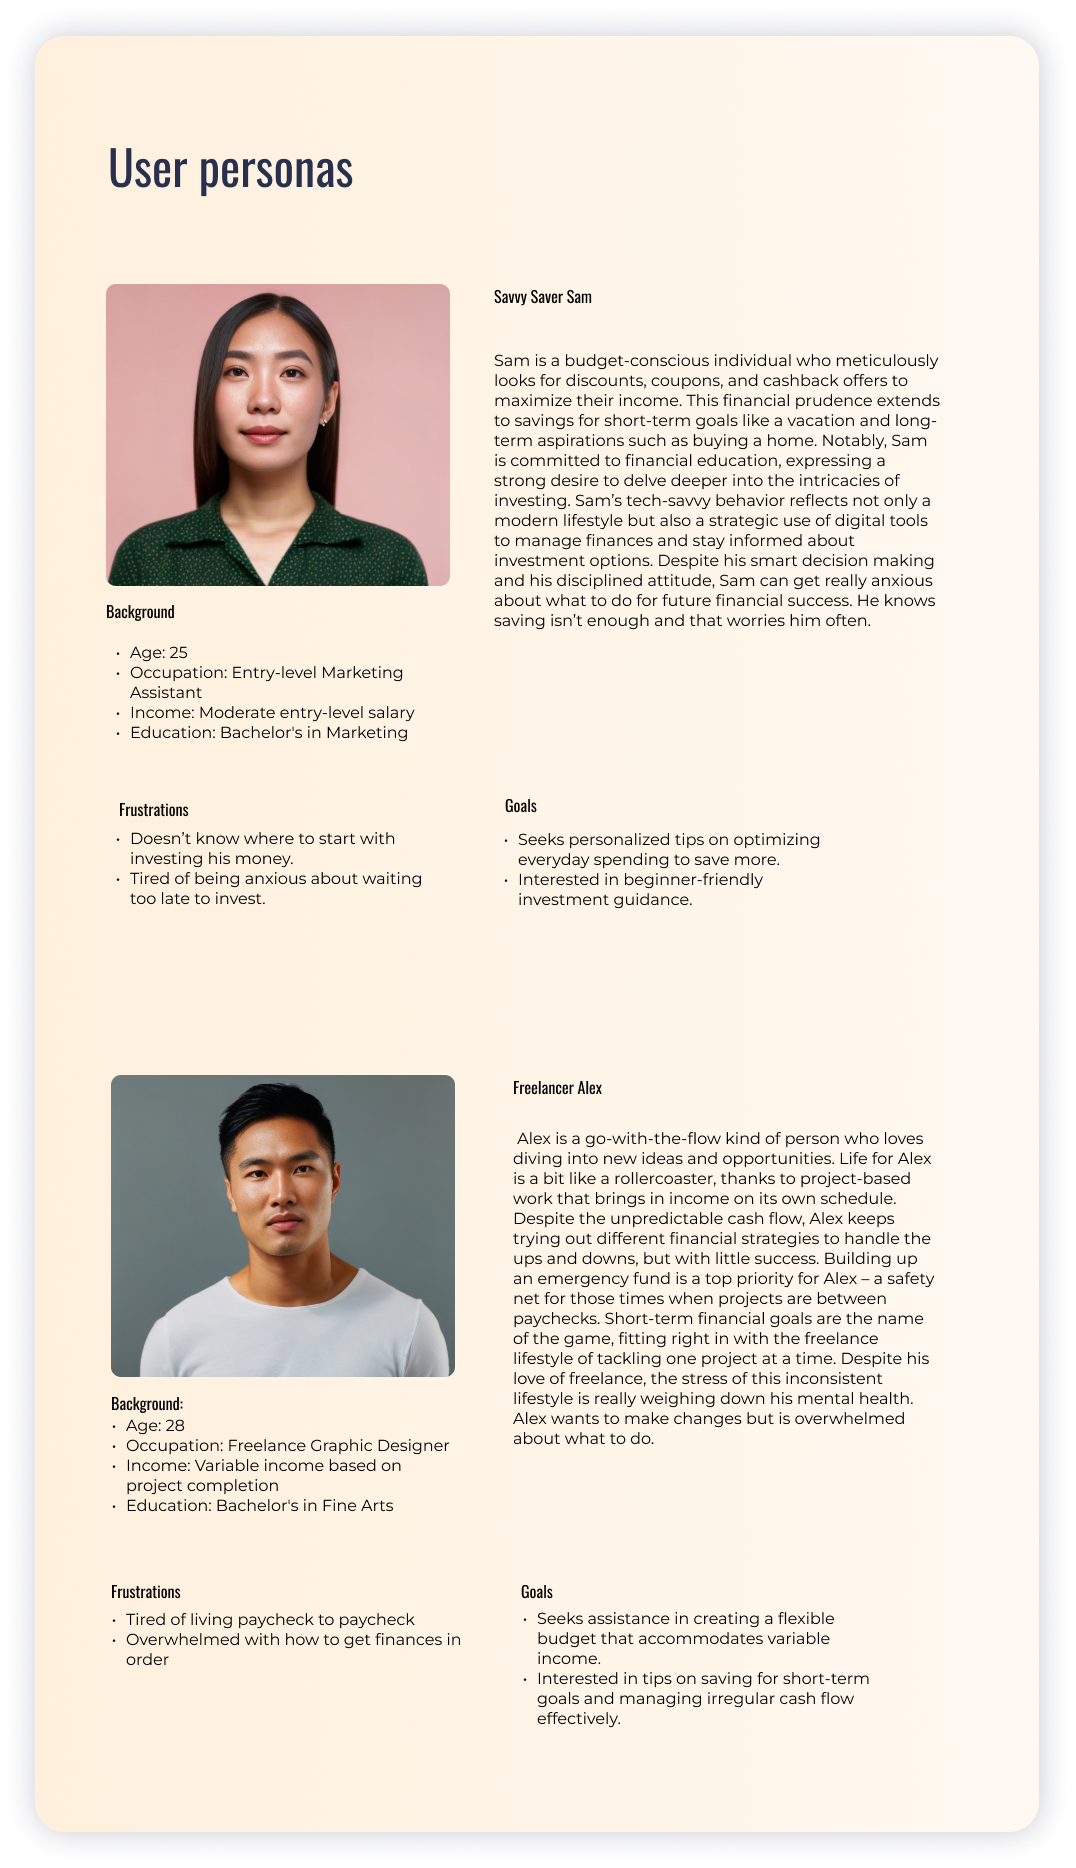 User personas
Savvy Saver Sam
Sam is a budget-conscious individual who meticulously
looks for discounts, coupons, and cashback offers to
maximize their income. This financial prudence extends
to savings for short-term goals like a vacation and long-
term aspirations such as buying a home. Notably, Sam
is committed to financial education, expressing a
strong desire to delve deeper into the intricacies of
investing. Sam’s tech-savvy behavior reflects not only a
modern lifestyle but also a strategic use of digital tools
to manage finances and stay informed about
investment options. Despite his smart decision making
and his disciplined attitude, Sam can get really anxious
about what to do for future financial success. He knows
saving isn’t enough and that worries him often.
Background
• Age: 25
• Occupation: Entry-level Marketing
Assistant
• Income: Moderate entry-level salary
• Education: Bachelor's in Marketing
Frustrations
• Doesn’t know where to start with
investing his money.
• Tired of being anxious about waiting
too late to invest.
Goals
• Seeks personalized tips on optimizing
everyday spending to save more.
• Interested in beginner-friendly
investment guidance.
Freelancer Alex
Alex is a go-with-the-flow kind of person who loves
diving into new ideas and opportunities. Life for Alex
is a bit like a rollercoaster, thanks to project-based
work that brings in income on its own schedule.
Despite the unpredictable cash flow, Alex keeps
trying out different financial strategies to handle the
ups and downs, but with little success. Building up
an emergency fund is a top priority for Alex – a safety
net for those times when projects are between
paychecks. Short-term financial goals are the name
of the game, fitting right in with the freelance
lifestyle of tackling one project at a time. Despite his
love of freelance, the stress of this inconsistent
lifestyle is really weighing down his mental health.
Alex wants to make changes but is overwhelmed
about what to do.
Background:
• Age: 28
• Occupation: Freelance Graphic Designer
• Income: Variable income based on
project completion
• Education: Bachelor's in Fine Arts
Frustrations
• Tired of living paycheck to paycheck
• Overwhelmed with how to get finances in
order
Goals
• Seeks assistance in creating a flexible
budget that accommodates variable
income.
• Interested in tips on saving for short-term
goals and managing irregular cash flow
effectively.